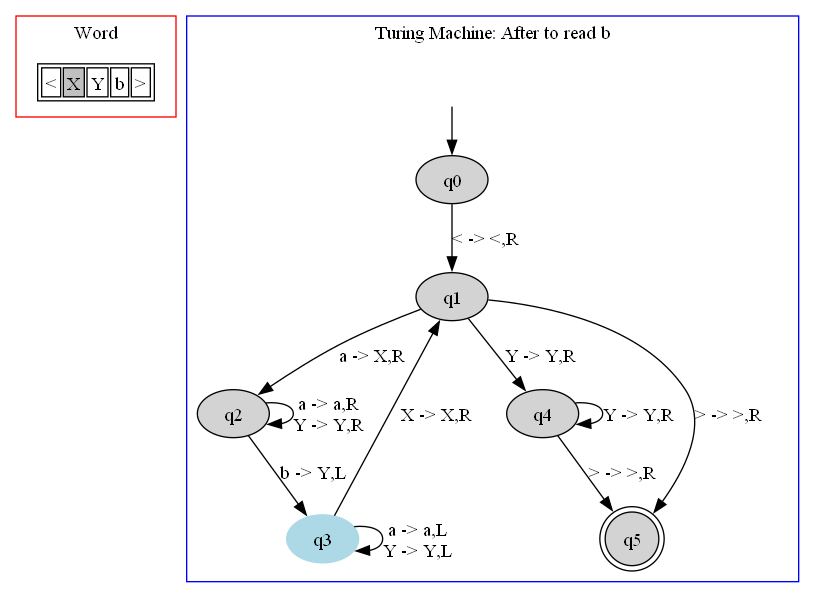 Word
< X Y b >
Turing Machine: After to read b
q0
< -> <,R
q1
a -> X,R
Y -> Y,R
q2
a -> a,R
Y -> Y,R
X -> X,R
q4
Y -> Y,R
> -> >,R
b -> Y,L
> -> >,R
q3
a -> a,L
Y -> Y,L
q5